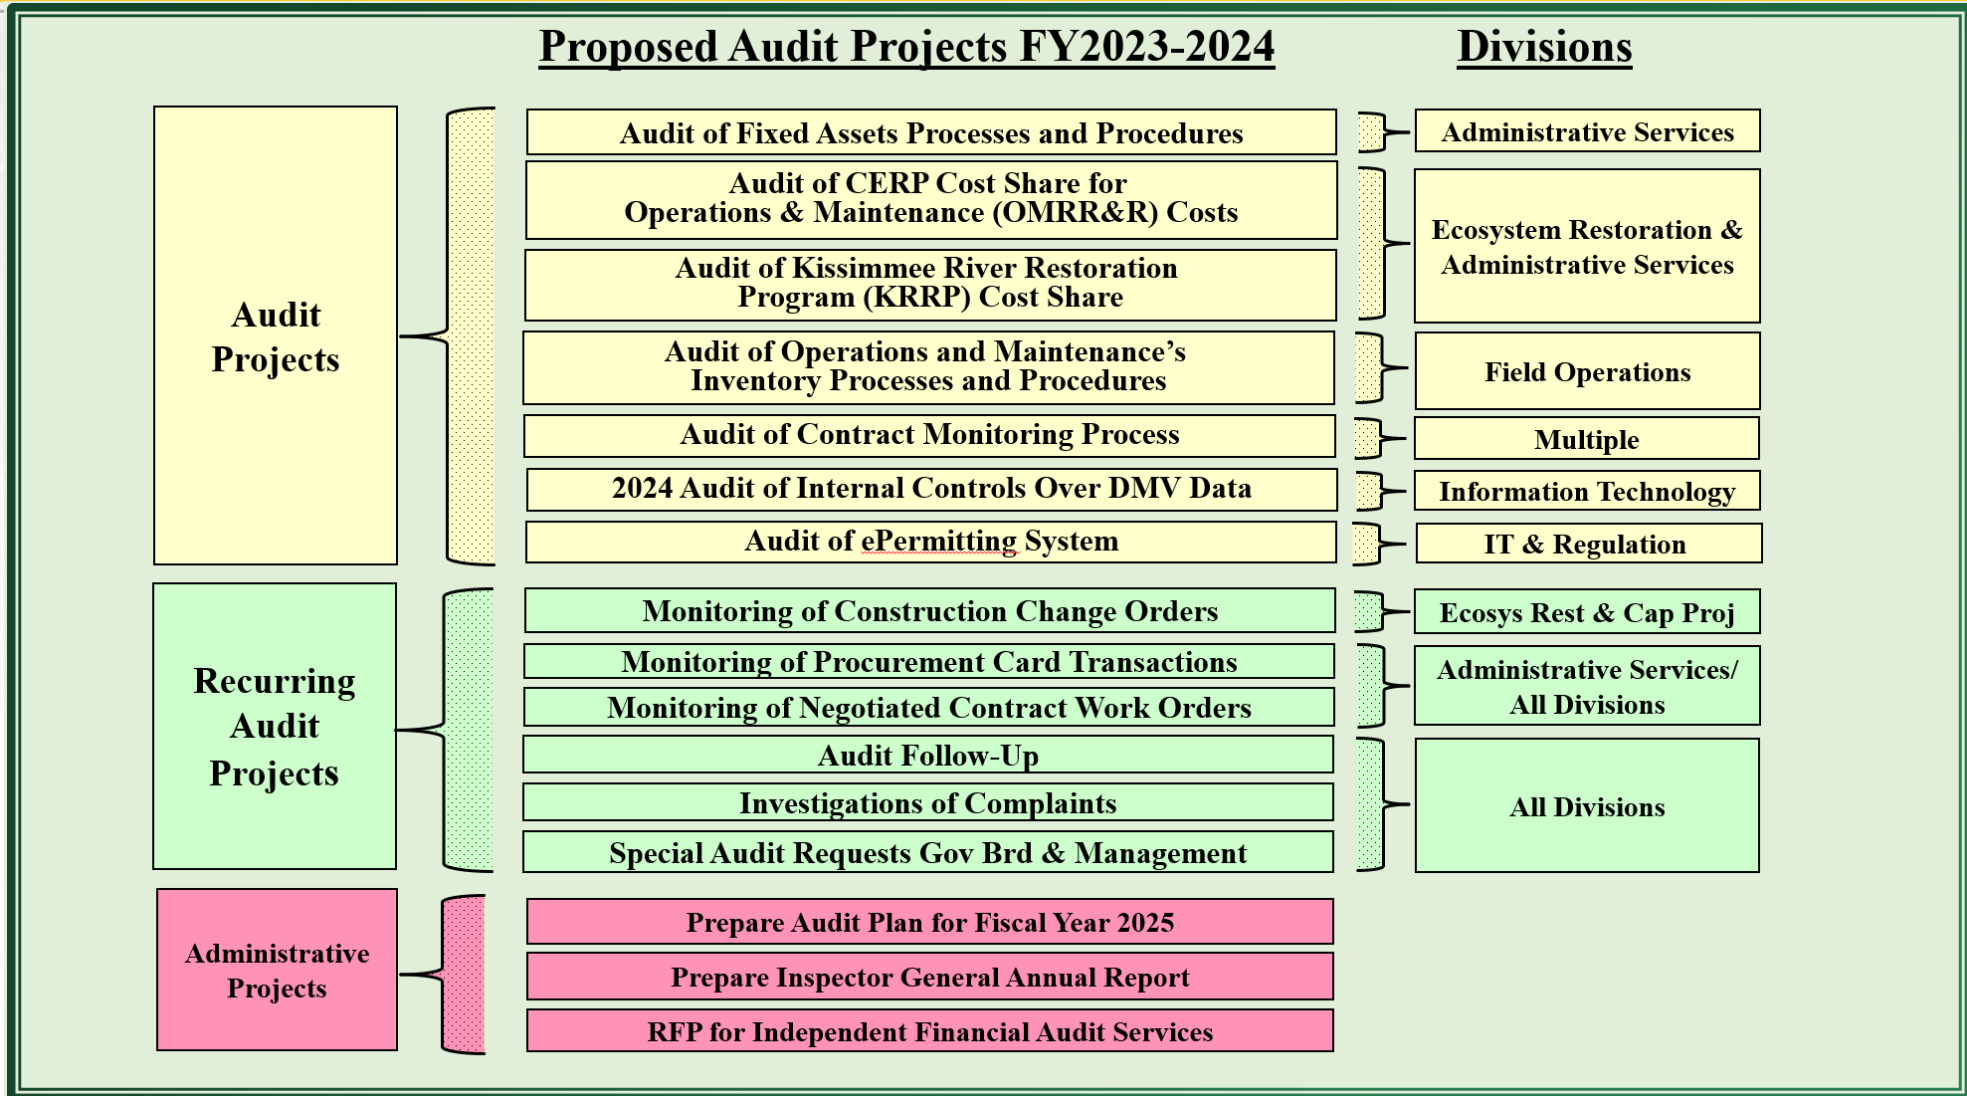 Proposed Audit Projects FY2023-2024
Divisions
Audit
Projects
Audit of Fixed Assets Processes and Procedures
Administrative Services
Audit of CERP Cost Share for
Operations & Maintenance (OMRR&R) Costs
Audit of Kissimmee River Restoration
Program (KRRP) Cost Share
Ecosystem Restoration &
Administrative Services
Audit of Operations and Maintenance’s
Inventory Processes and Procedures
Field Operations
Audit of Contract Monitoring Process
Multiple
2024 Audit of Internal Controls Over DMV Data
Information Technology
Audit of ePermitting System
IT & Regulation
Recurring
Audit
Projects
Monitoring of Construction Change Orders
Ecosys Rest & Cap Proj
Monitoring of Procurement Card Transactions
Monitoring of Negotiated Contract Work Orders
Administrative Services/
All Divisions
Audit Follow-Up
Investigations of Complaints
Special Audit Requests Gov Brd & Management
All Divisions
Administrative
Projects
Prepare Audit Plan for Fiscal Year 2025
Prepare Inspector General Annual Report
RFP for Independent Financial Audit Services